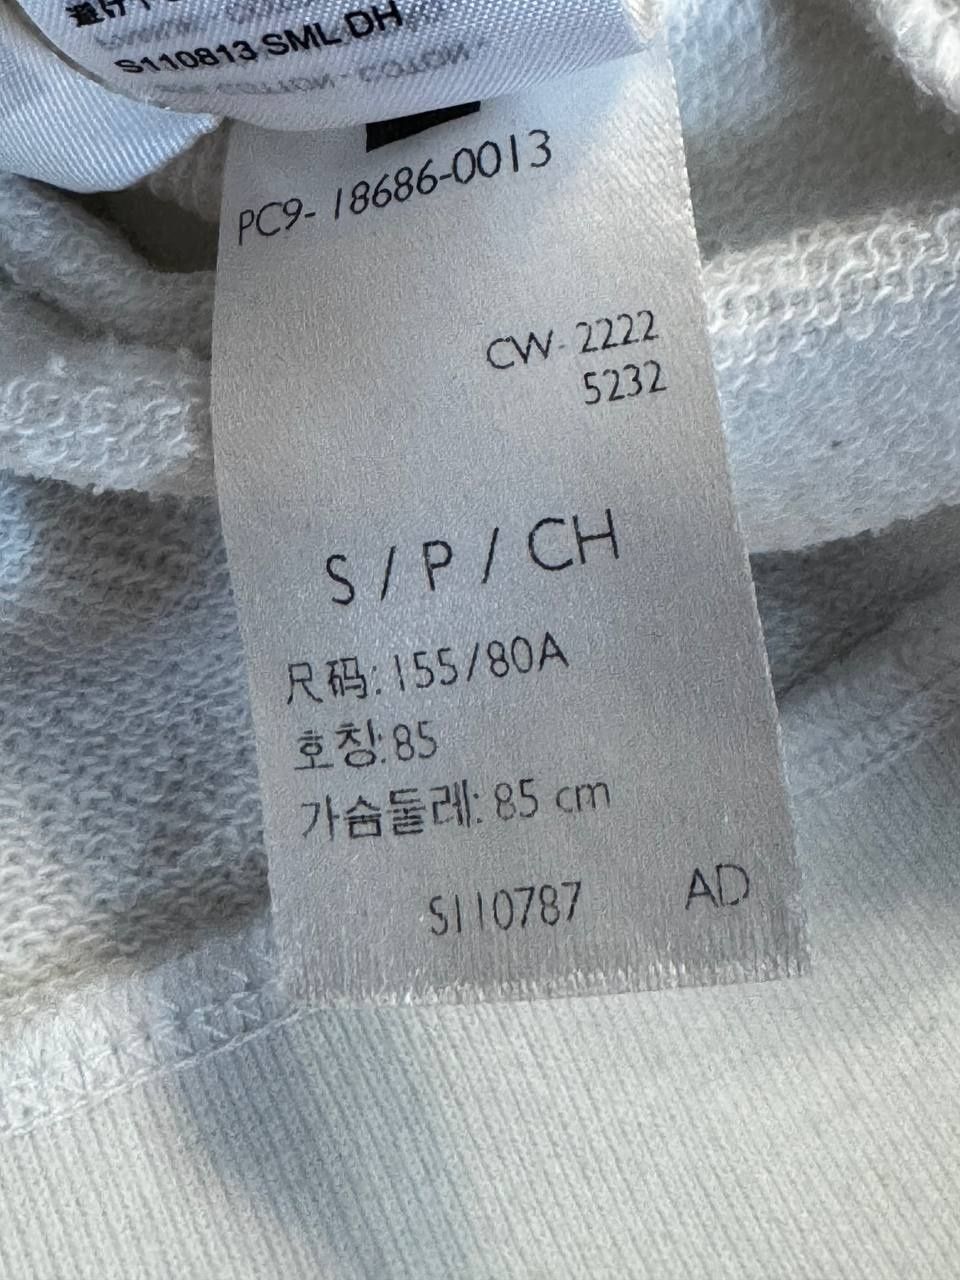 S110813 SML DH
PC9-18686-0013
CW-2222
5232
S / P / CH
尺码: 155/80A
호칭: 85
가슴둘레: 85 cm
S110787 AD